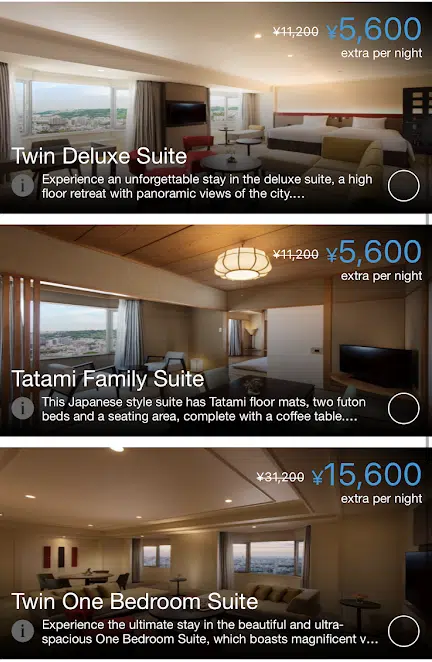 ¥11,200 ¥5,600
extra per night
Twin Deluxe Suite
i Experience an unforgettable stay in the deluxe suite, a high
floor retreat with panoramic views of the city....
¥11,200 ¥5,600
extra per night
Tatami Family Suite
i This Japanese style suite has Tatami floor mats, two futon
beds and a seating area, complete with a coffee table....
¥31,200 ¥15,600
extra per night
Twin One Bedroom Suite
i Experience the ultimate stay in the beautiful and ultra-
spacious One Bedroom Suite, which boasts magnificent v...